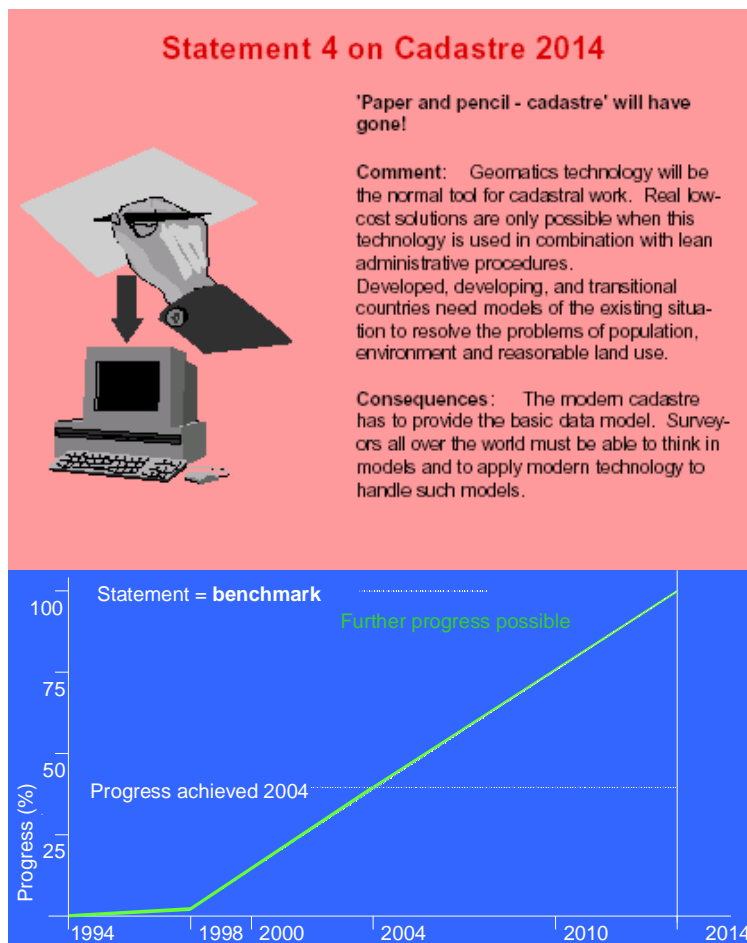 Statement 4 on Cadastre 2014
'Paper and pencil - cadastre' will have
gone!
Comment: Geomatics technology will be
the normal tool for cadastral work. Real low-
cost solutions are only possible when this
technology is used in combination with lean
administrative procedures.
Developed, developing, and transitional
countries need models of the existing situa-
tion to resolve the problems of population,
environment and reasonable land use.
Consequences: The modern cadastre
has to provide the basic data model. Survey-
ors all over the world must be able to think in
models and to apply modern technology to
handle such models.
100
Statement = benchmark
Further progress possible
75
50
Progress achieved 2004
25
Progress (%)
1994 1998 2000 2004 2010 2014